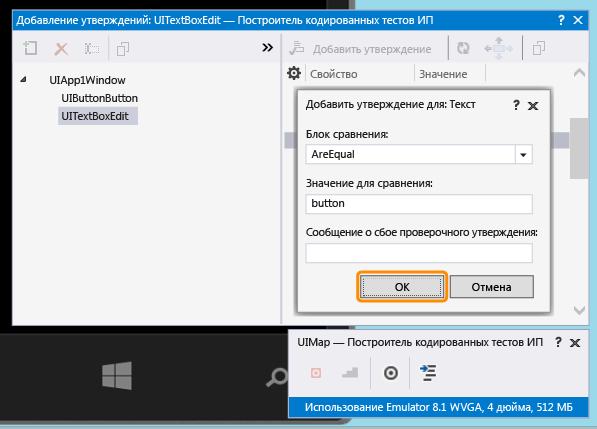 Добавление утверждений: UITextBoxEdit — Построитель кодированных тестов ИП
Добавить утверждение
UIApp1Window
UIButtonButton
UITextBoxEdit
Свойство Значение
Добавить утверждение для: Текст
Блок сравнения:
AreEqual
Значение для сравнения:
button
Сообщение о сбое проверочного утверждения:
ОК Отмена
UIMap — Построитель кодированных тестов ИП
Использование Emulator 8.1 WVGA, 4 дюйма, 512 МБ